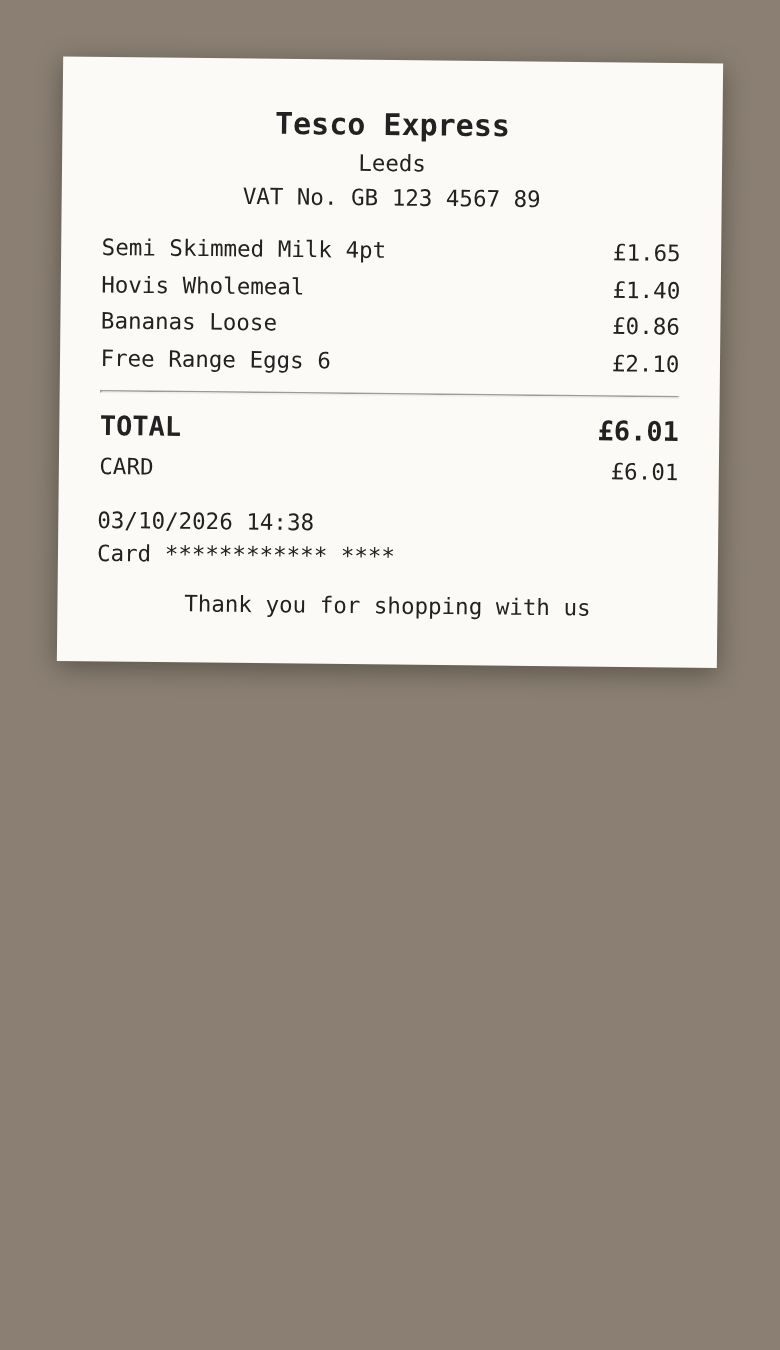 Tesco Express
Leeds
VAT No. GB 123 4567 89
Semi Skimmed Milk 4pt £1.65
Hovis Wholemeal £1.40
Bananas Loose £0.86
Free Range Eggs 6 £2.10
TOTAL £6.01
CARD £6.01
03/10/2026 14:38
Card ************ ****
Thank you for shopping with us